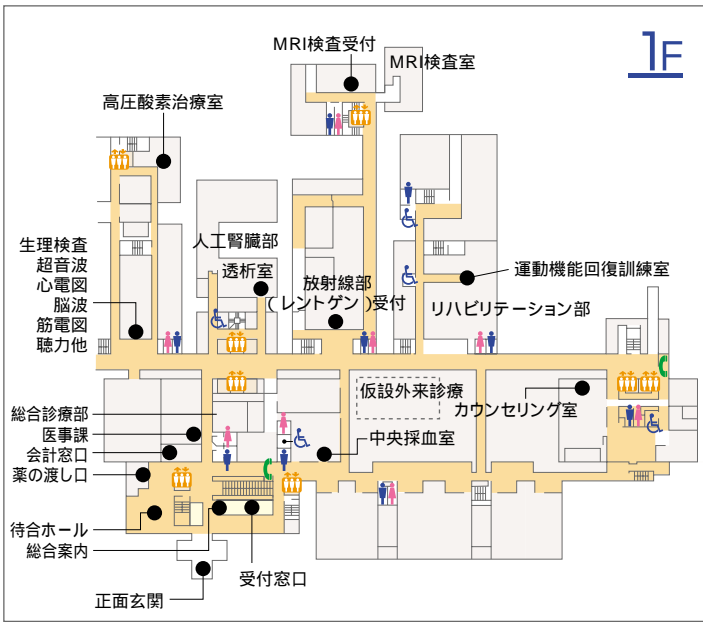 1F
MRI検査受付
MRI検査室
高圧酸素治療室
生理検査
超音波
心電図
脳波
筋電図
聴力他
人工腎臓部
透析室
放射線部
(レントゲン)受付
運動機能回復訓練室
リハビリテーション部
仮設外来診療
カウンセリング室
総合診療部
医事課
会計窓口
薬の渡し口
中央採血室
待合ホール
総合案内
受付窓口
正面玄関